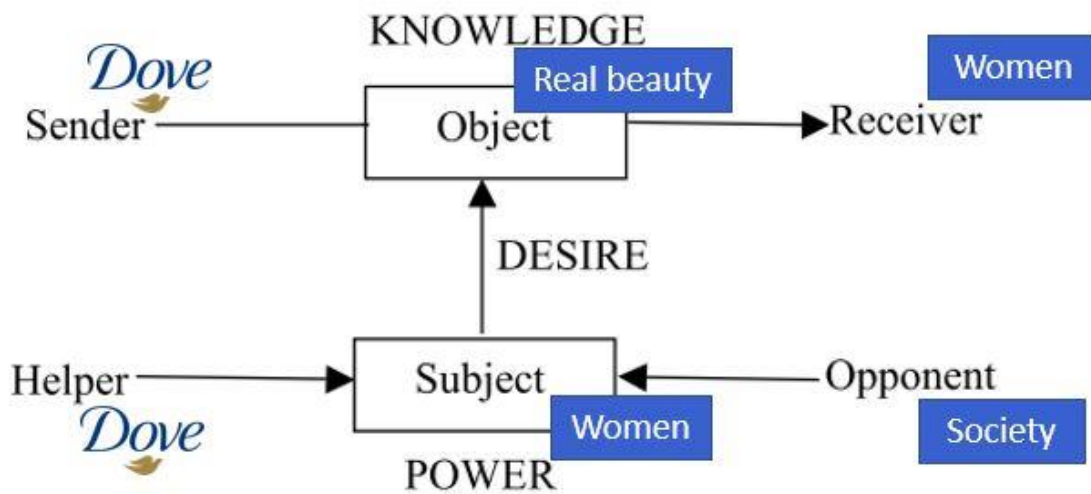 KNOWLEDGE
Dove
Real beauty
Women
Sender
Object
Receiver
DESIRE
Helper
Subject
Opponent
Dove
Women
Society
POWER